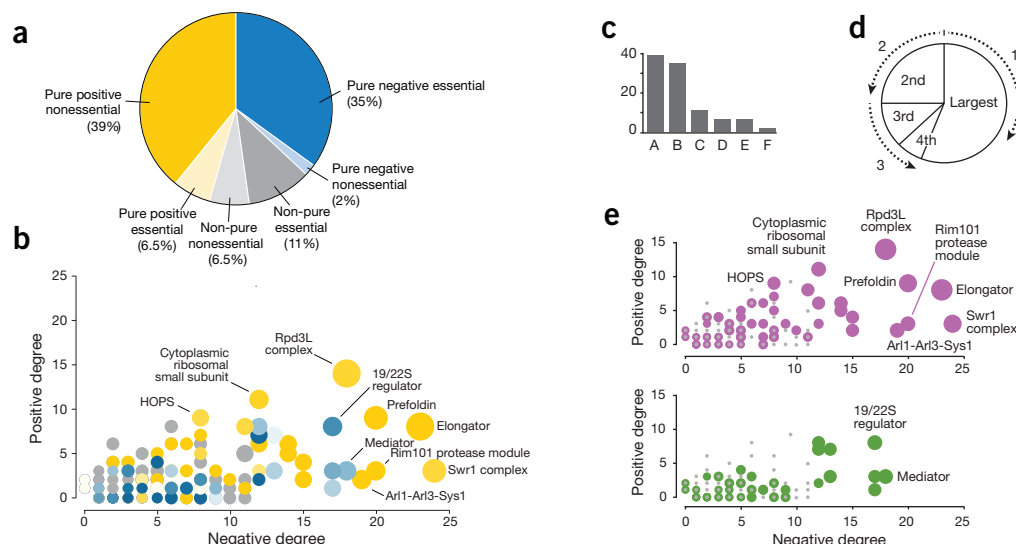 a
Pure positive
nonessential
(39%)
Pure negative essential
(35%)
Pure negative
nonessential
(2%)
Pure positive
essential
(6.5%)
Non-pure
nonessential
(6.5%)
Non-pure
essential
(11%)
b
Positive degree
25
20
15
10
5
0
0
5
10
15
20
25
Negative degree
Rpd3L
complex
Cytoplasmic
ribosomal
small subunit
HOPS
19/22S
regulator
Prefoldin
Elongator
Mediator
Rim101 protease module
Swr1 complex
Arl1-Arl3-Sys1
c
40
20
0
A B C D E F
d
2
1
2nd
Largest
3rd
4th
3
e
Positive degree
15
10
5
0
0
5
10
15
20
25
Cytoplasmic
ribosomal
small subunit
Rpd3L
complex
Rim101
protease
module
HOPS
Prefoldin
Elongator
Swr1
complex
Arl1-Arl3-Sys1
Positive degree
15
10
5
0
19/22S
regulator
Mediator
0
5
10
15
20
25
Negative degree